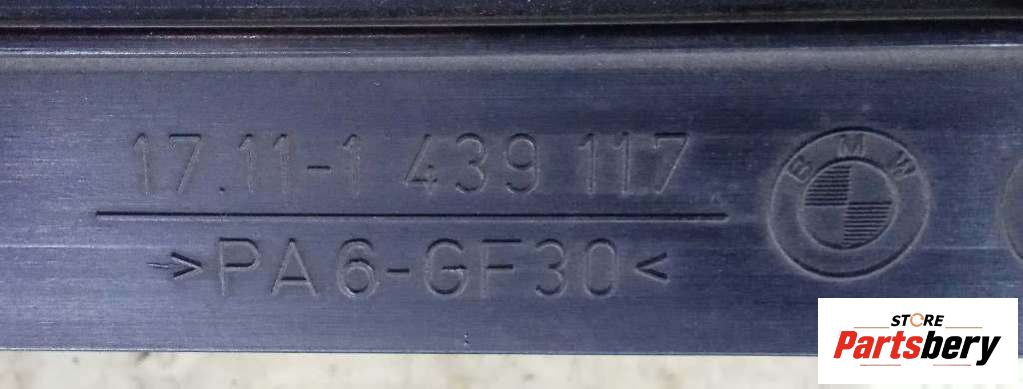 17.11-1 439 117
BMW
>PA6-GF30<
STORE
Partsbery